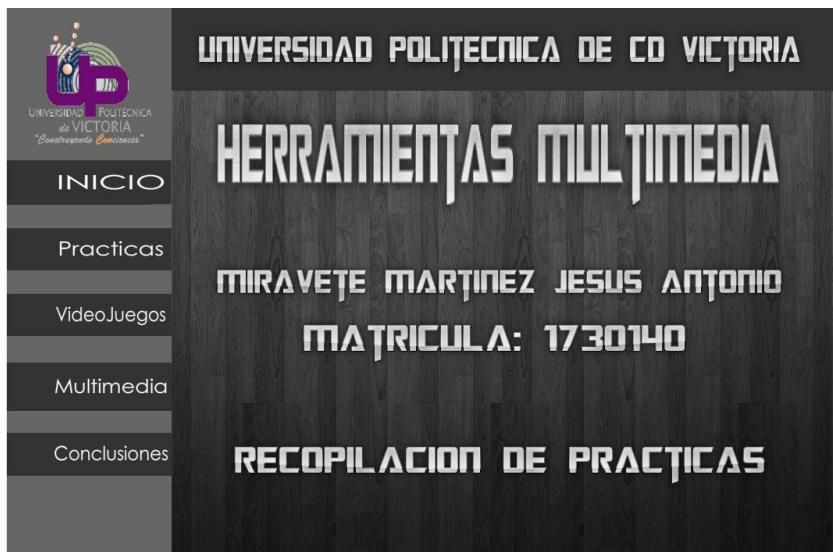 UNIVERSIDAD POLITECNICA DE CD VICTORIA
UP
UNIVERSIDAD POLITÉCNICA
de VICTORIA
"Construyendo Conciencia"
INICIO
Practicas
VideoJuegos
Multimedia
Conclusiones
HERRAMIENTAS MULTIMEDIA
MIRAVETE MARTINEZ JESUS ANTONIO
MATRICULA: 1730140
RECOPILACION DE PRACTICAS